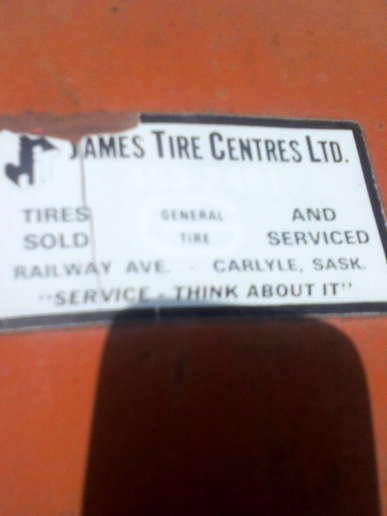 JAMES TIRE CENTRES LTD.
TIRES GENERAL AND
SOLD TIRE SERVICED
RAILWAY AVE. - CARLYLE, SASK.
"SERVICE - THINK ABOUT IT"